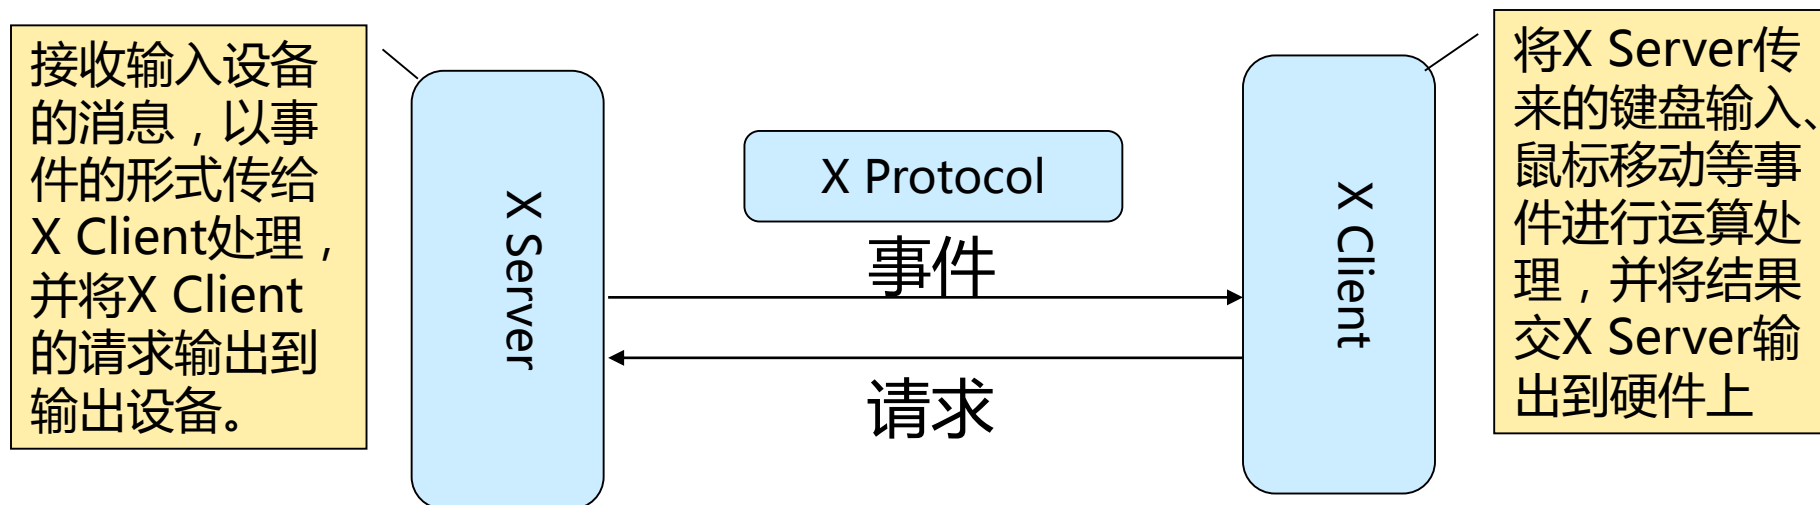 接收输入设备
的消息，以事
件的形式传给
X Client处理，
并将X Client
的请求输出到
输出设备。
X Server
X Protocol
事件
请求
X Client
将X Server传
来的键盘输入、
鼠标移动等事
件进行运算处
理，并将结果
交X Server输
出到硬件上